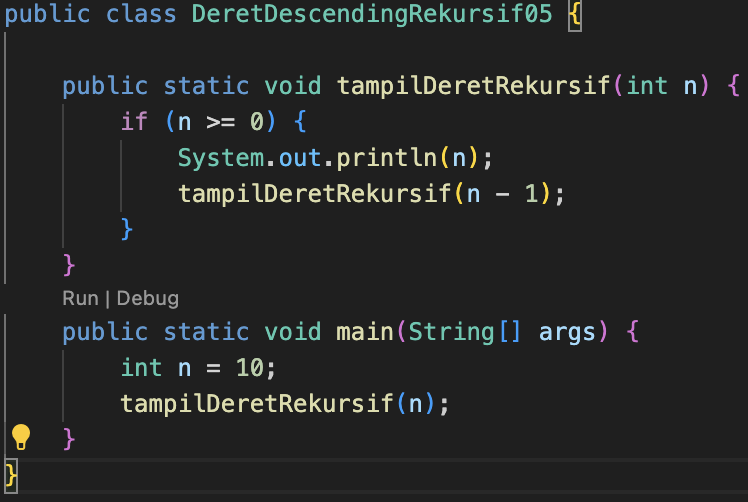 public class DeretDescendingRekursif05 {
public static void tampilDeretRekursif(int n) {
if (n >= 0) {
System.out.println(n);
tampilDeretRekursif(n - 1);
}
}
Run | Debug
public static void main(String[] args) {
int n = 10;
tampilDeretRekursif(n);
}
}